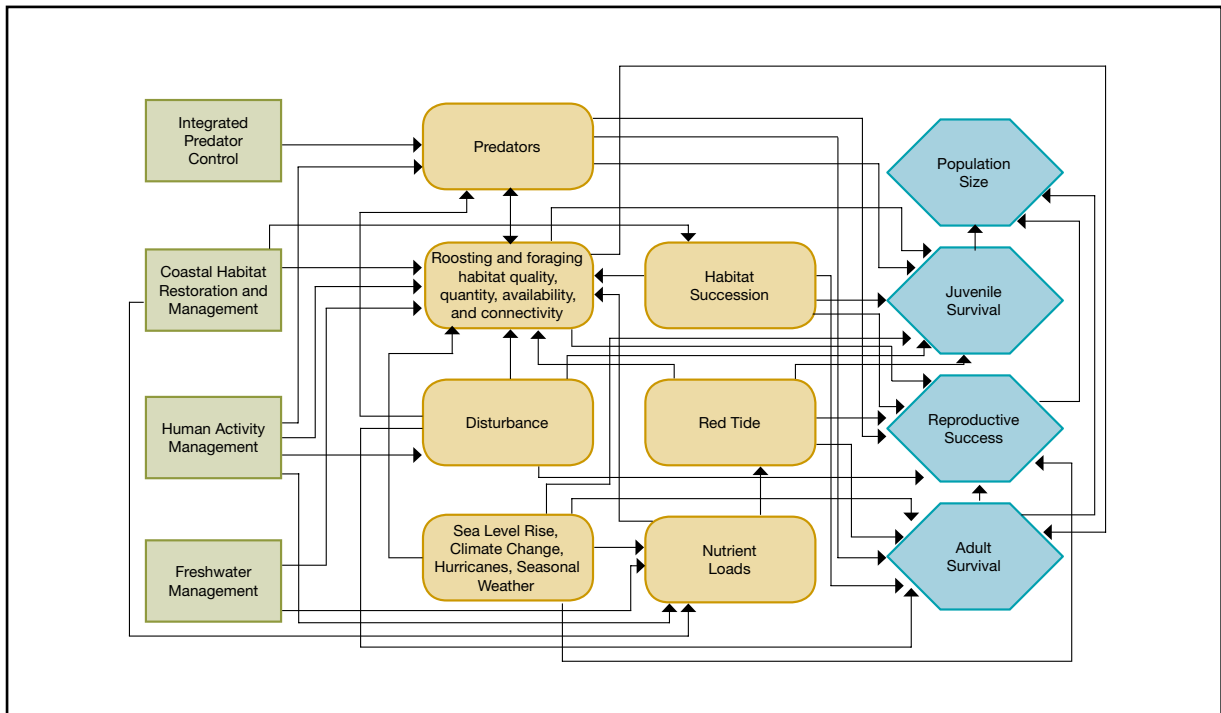 Integrated
Predator
Control
Predators
Population
Size
Coastal Habitat
Restoration and
Management
Roosting and foraging
habitat quality,
quantity, availability,
and connectivity
Habitat
Succession
Juvenile
Survival
Human Activity
Management
Disturbance
Red Tide
Reproductive
Success
Freshwater
Management
Sea Level Rise,
Climate Change,
Hurricanes, Seasonal
Weather
Nutrient
Loads
Adult
Survival